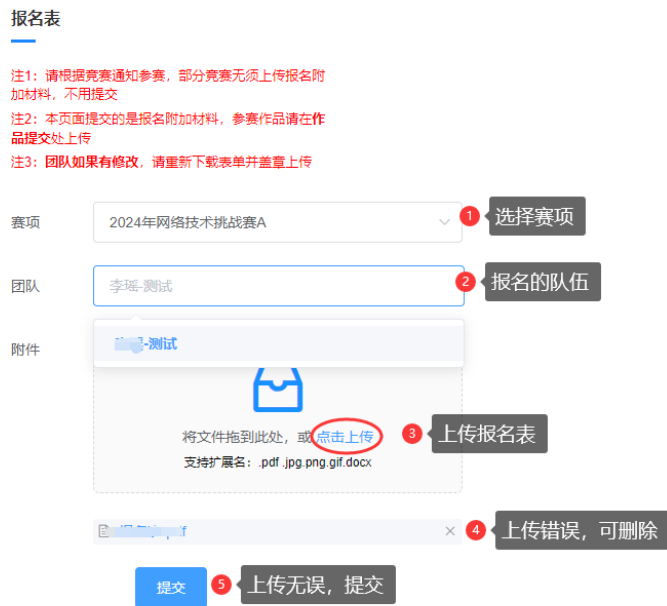 报名表
注1：请根据竞赛通知参赛，部分竞赛无须上传报名附
加材料，不用提交
注2：本页面提交的是报名附加材料，参赛作品请在作
品提交处上传
注3：团队如果有修改，请重新下载表单并盖章上传
赛项
2024年网络技术挑战赛A
1 选择赛项
团队
李瑶-测试
2 报名的队伍
附件
-测试
将文件拖到此处，或点击上传
3 上传报名表
支持扩展名：.pdf .jpg.png.gif.docx
4 上传错误，可删除
提交
5 上传无误，提交